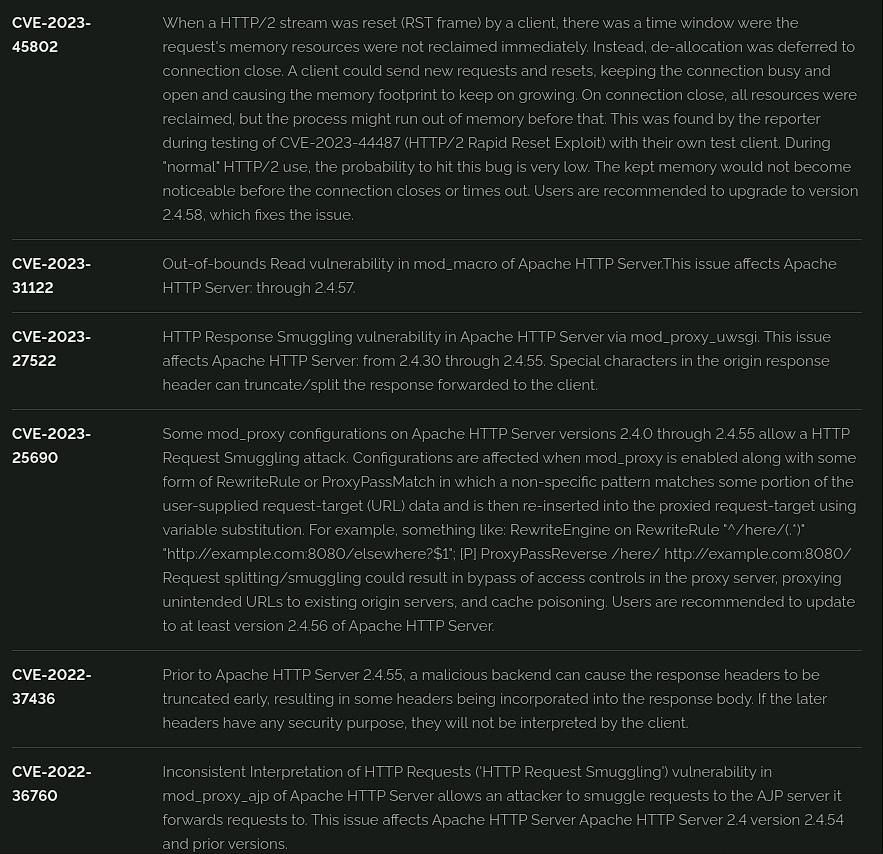 CVE-2023-
45802
When a HTTP/2 stream was reset (RST frame) by a client, there was a time window were the
request's memory resources were not reclaimed immediately. Instead, de-allocation was deferred to
connection close. A client could send new requests and resets, keeping the connection busy and
open and causing the memory footprint to keep on growing. On connection close, all resources were
reclaimed, but the process might run out of memory before that. This was found by the reporter
during testing of CVE-2023-44487 (HTTP/2 Rapid Reset Exploit) with their own test client. During
"normal" HTTP/2 use, the probability to hit this bug is very low. The kept memory would not become
noticeable before the connection closes or times out. Users are recommended to upgrade to version
2.4.58, which fixes the issue.
CVE-2023-
31122
Out-of-bounds Read vulnerability in mod_macro of Apache HTTP Server.This issue affects Apache
HTTP Server: through 2.4.57.
CVE-2023-
27522
HTTP Response Smuggling vulnerability in Apache HTTP Server via mod_proxy_uwsgi. This issue
affects Apache HTTP Server: from 2.4.30 through 2.4.55. Special characters in the origin response
header can truncate/split the response forwarded to the client.
CVE-2023-
25690
Some mod_proxy configurations on Apache HTTP Server versions 2.4.0 through 2.4.55 allow a HTTP
Request Smuggling attack. Configurations are affected when mod_proxy is enabled along with some
form of RewriteRule or ProxyPassMatch in which a non-specific pattern matches some portion of the
user-supplied request-target (URL) data and is then re-inserted into the proxied request-target using
variable substitution. For example, something like: RewriteEngine on RewriteRule "^/here/(.*)"
"http://example.com:8080/elsewhere?$1"; [P] ProxyPassReverse /here/ http://example.com:8080/
Request splitting/smuggling could result in bypass of access controls in the proxy server, proxying
unintended URLs to existing origin servers, and cache poisoning. Users are recommended to update
to at least version 2.4.56 of Apache HTTP Server.
CVE-2022-
37436
Prior to Apache HTTP Server 2.4.55, a malicious backend can cause the response headers to be
truncated early, resulting in some headers being incorporated into the response body. If the later
headers have any security purpose, they will not be interpreted by the client.
CVE-2022-
36760
Inconsistent Interpretation of HTTP Requests ('HTTP Request Smuggling') vulnerability in
mod_proxy_ajp of Apache HTTP Server allows an attacker to smuggle requests to the AJP server it
forwards requests to. This issue affects Apache HTTP Server Apache HTTP Server 2.4 version 2.4.54
and prior versions.